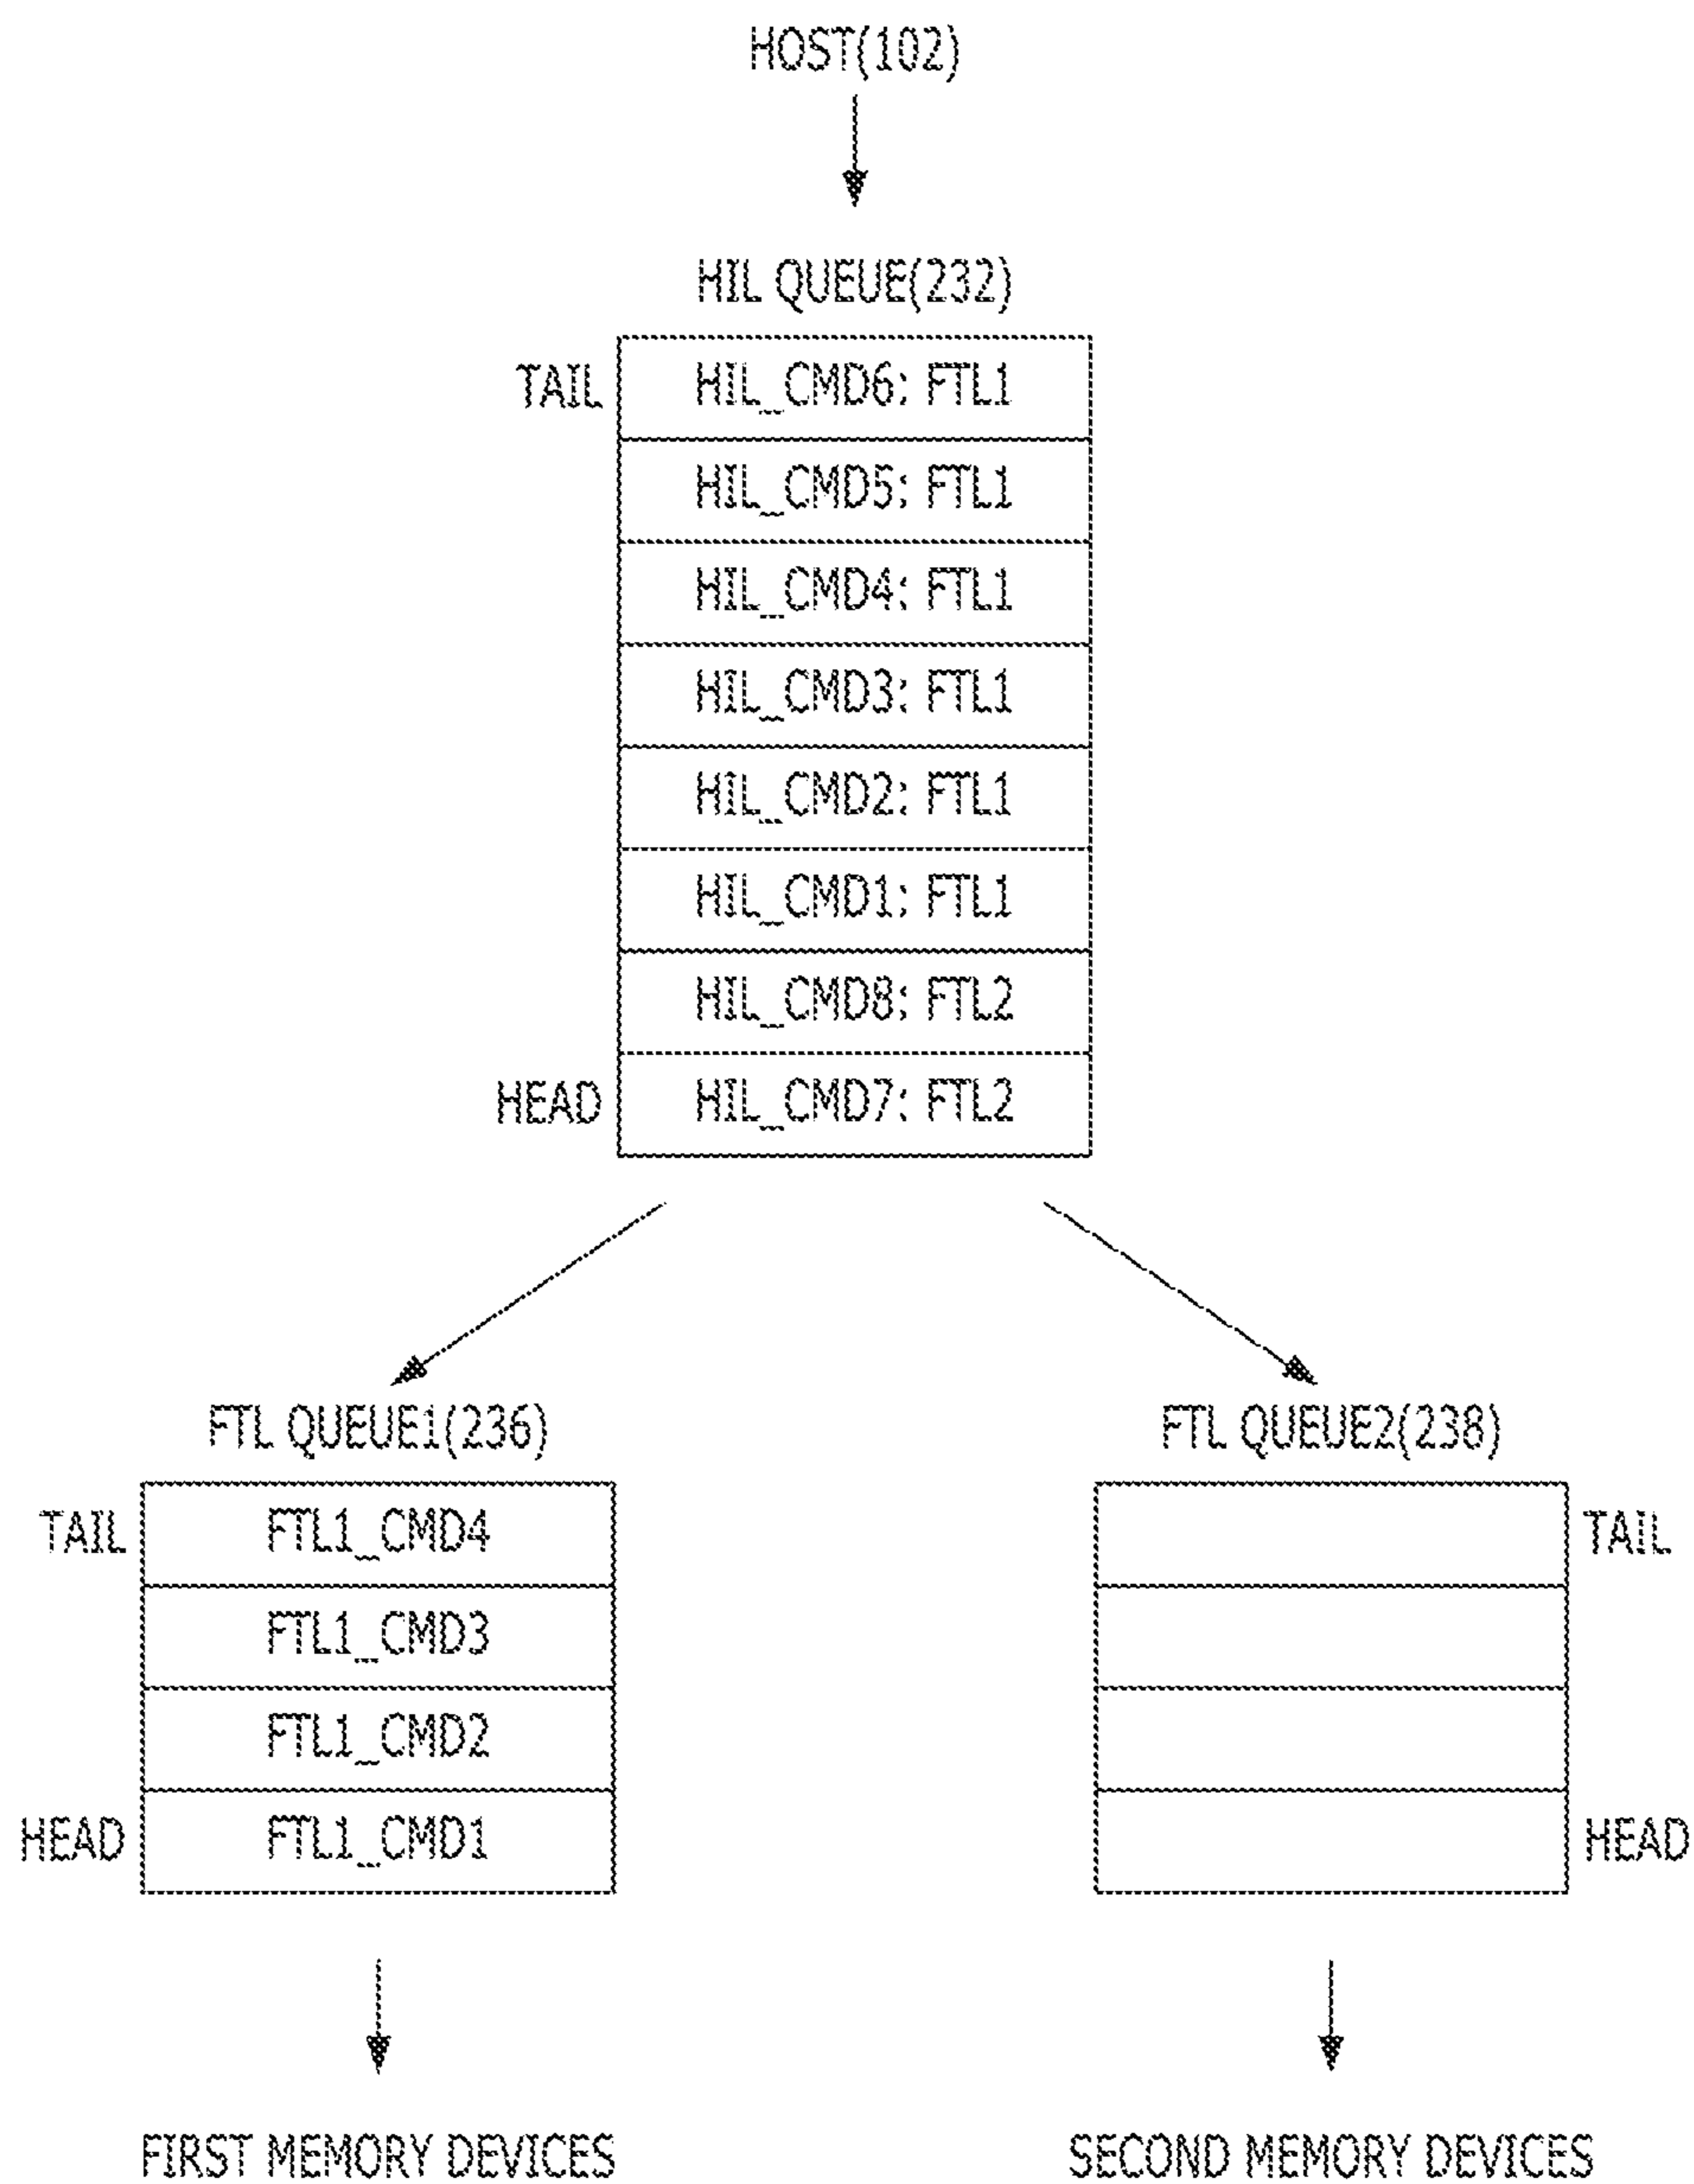 HOST(102)
HIL QUEUE(232)
TAIL HIL_CMD6: FTL1
HIL_CMD5: FTL1
HIL_CMD4: FTL1
HIL_CMD3: FTL1
HIL_CMD2: FTL1
HIL_CMD1: FTL1
HIL_CMD8: FTL2
HEAD HIL_CMD7: FTL2
FTL QUEUE1(236)
TAIL FTL1_CMD4
FTL1_CMD3
FTL1_CMD2
HEAD FTL1_CMD1
FIRST MEMORY DEVICES
FTL QUEUE2(238)
TAIL
HEAD
SECOND MEMORY DEVICES